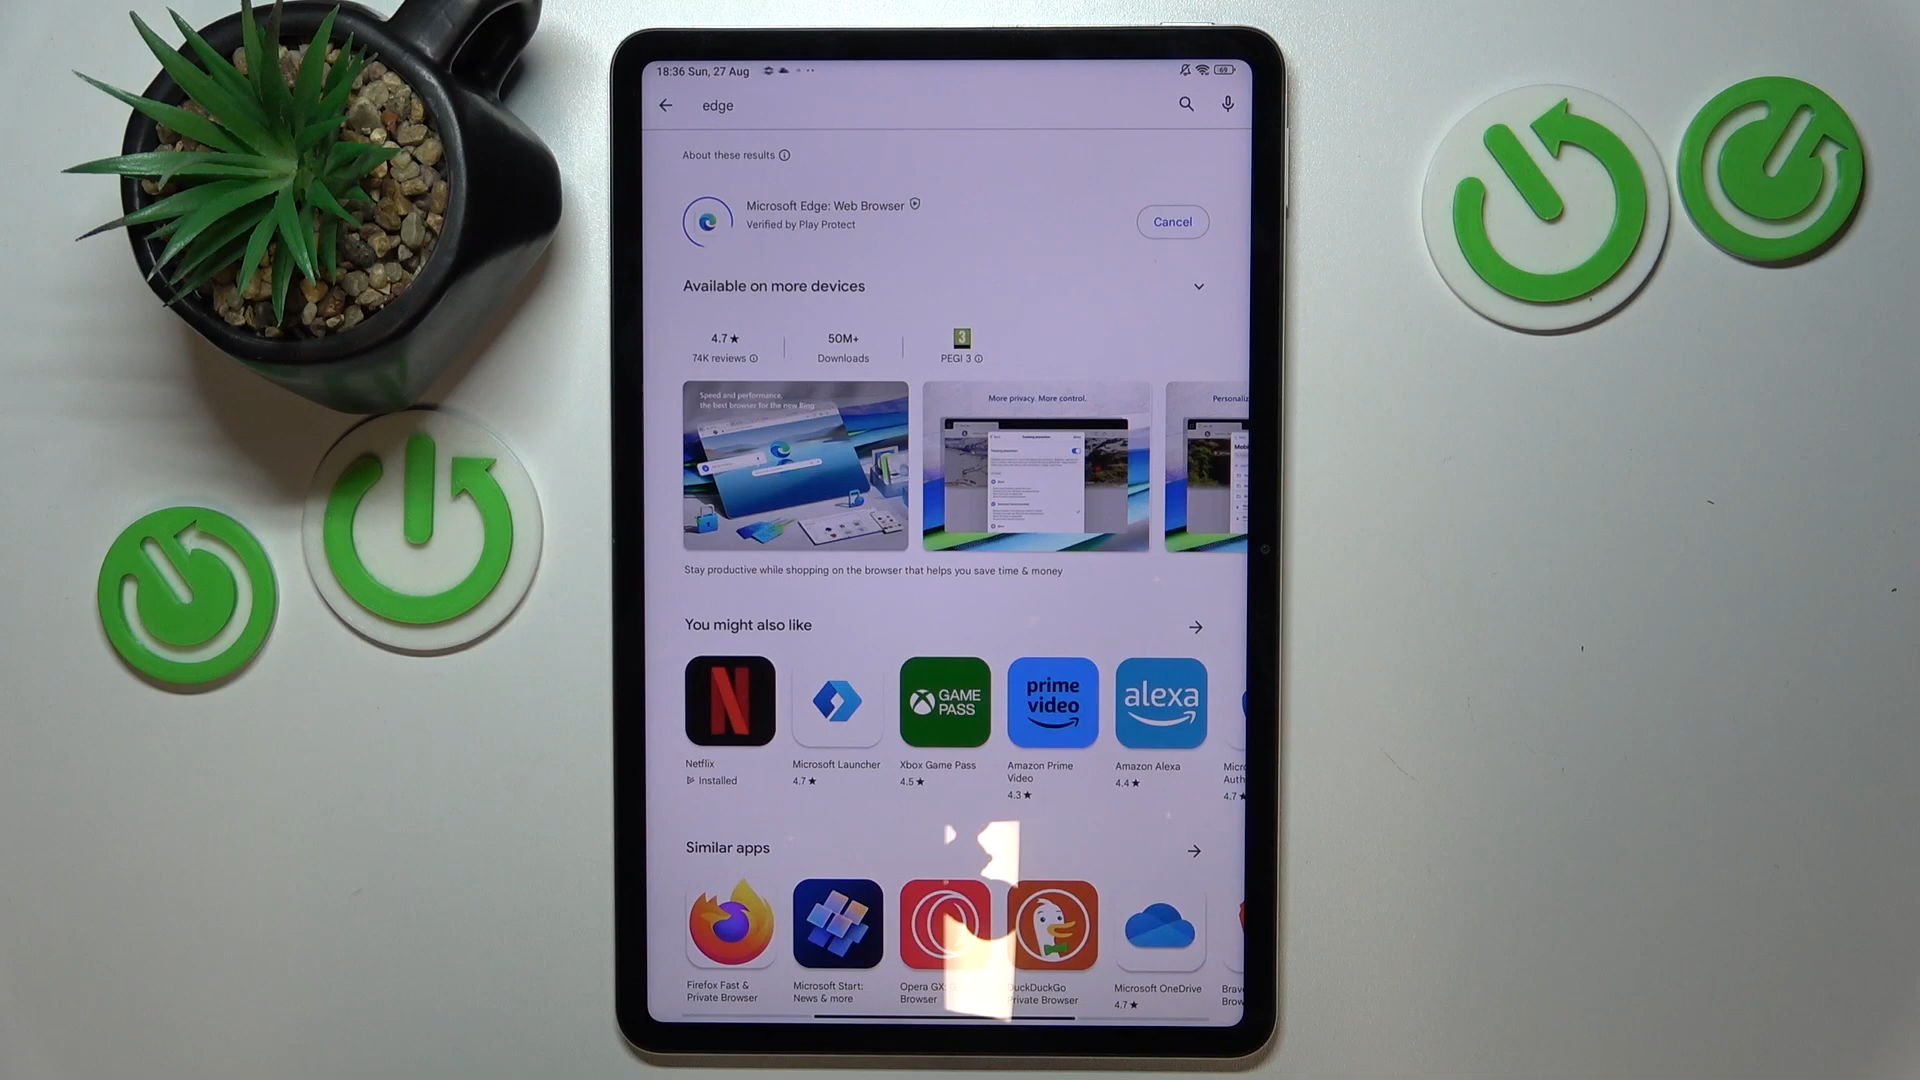 18:36 Sun, 27 Aug
69
edge
About these results
Microsoft Edge: Web Browser
Verified by Play Protect
Cancel
Available on more devices
4.7★
50M+
3
74K reviews
Downloads
PEGI 3
Speed and performance,
the best browser for the new Bing
More privacy. More control.
Personaliz
Stay productive while shopping on the browser that helps you save time & money
You might also like
N
GAME PASS
prime video
alexa
Netflix
Installed
Microsoft Launcher
4.7★
Xbox Game Pass
4.5★
Amazon Prime
Video
4.3★
Amazon Alexa
4.4★
Micro
Auth
4.7★
Similar apps
Firefox Fast &
Private Browser
Microsoft Start:
News & more
Opera GX:
Browser
DuckDuckGo
Private Browser
Microsoft OneDrive
4.7★
Brav
Brow